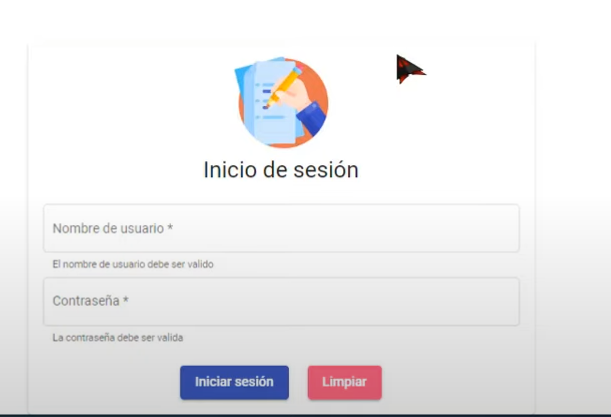 Inicio de sesión
Nombre de usuario *
El nombre de usuario debe ser valido
Contraseña *
La contraseña debe ser valida
Iniciar sesión
Limpiar